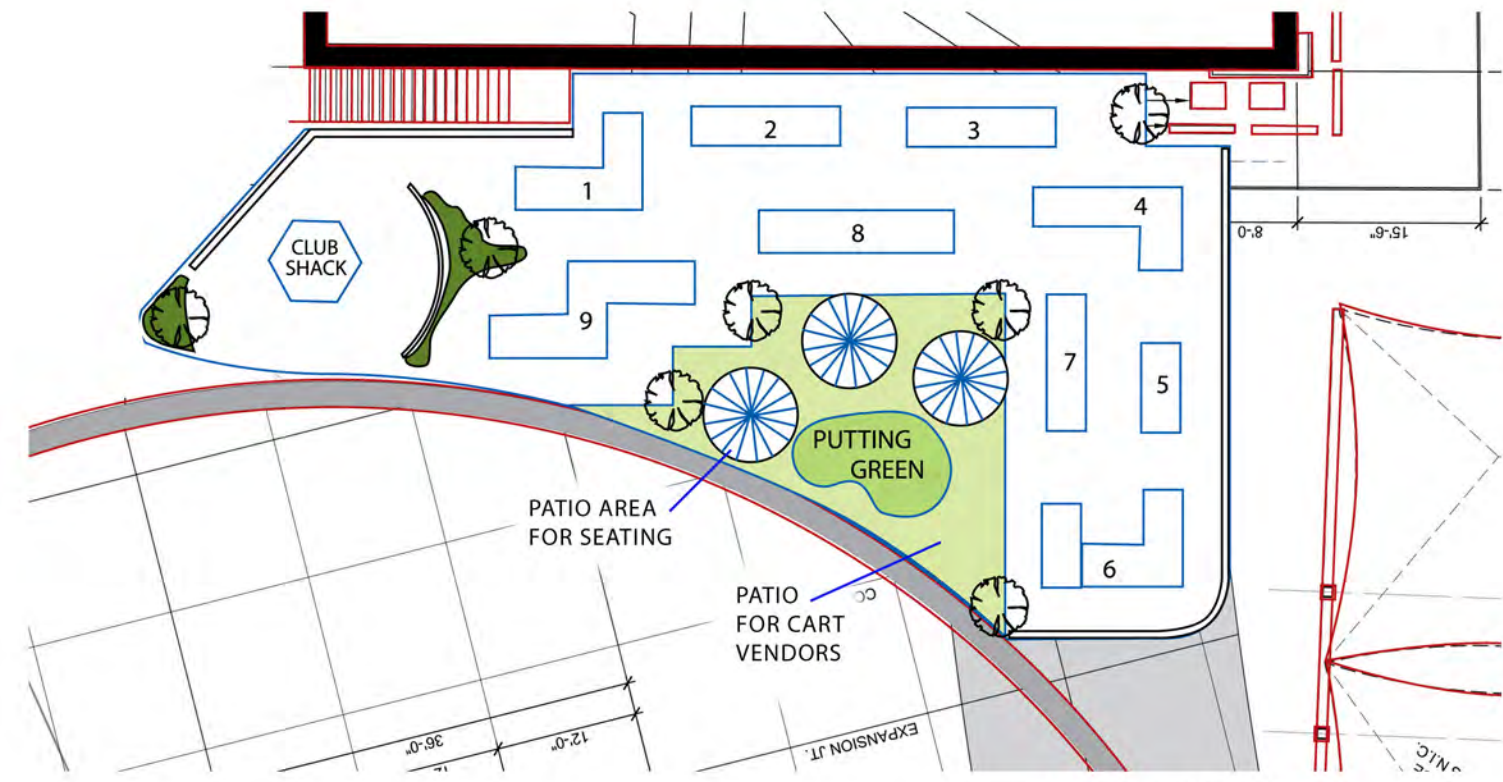 2
3
1
4
8
CLUB
SHACK
9
7
5
PUTTING
GREEN
6
PATIO AREA
FOR SEATING
PATIO
FOR CART
VENDORS
8'-0
15'-6"
36'-0"
12'-0"
EXPANSION JT.
N.I.C.